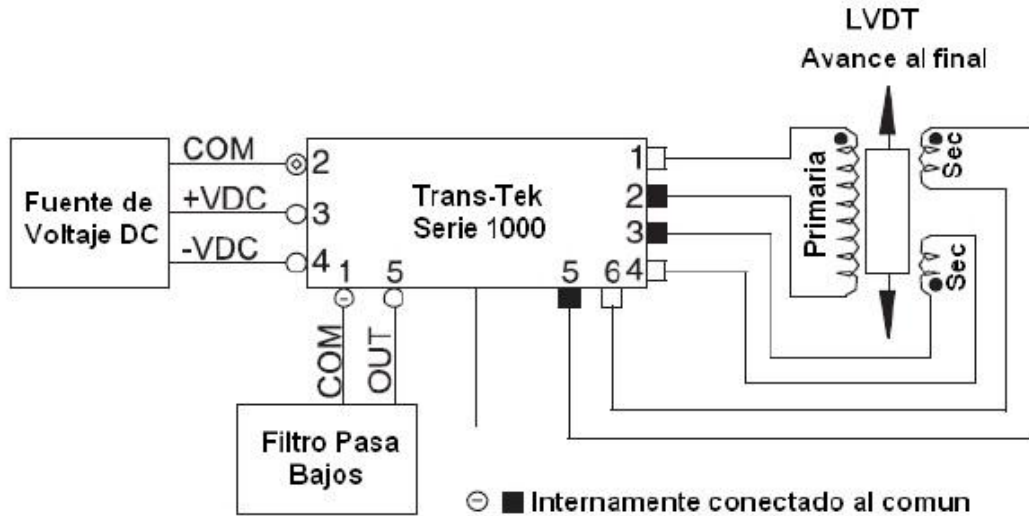 LVDT
Avance al final
Fuente de
Voltaje DC
COM
+VDC
-VDC
2
3
4
Trans-Tek
Serie 1000
1
5
1
2
3
4
5
6
COM
OUT
Filtro Pasa
Bajos
Primaria
Sec
Sec
Internamente conectado al comun